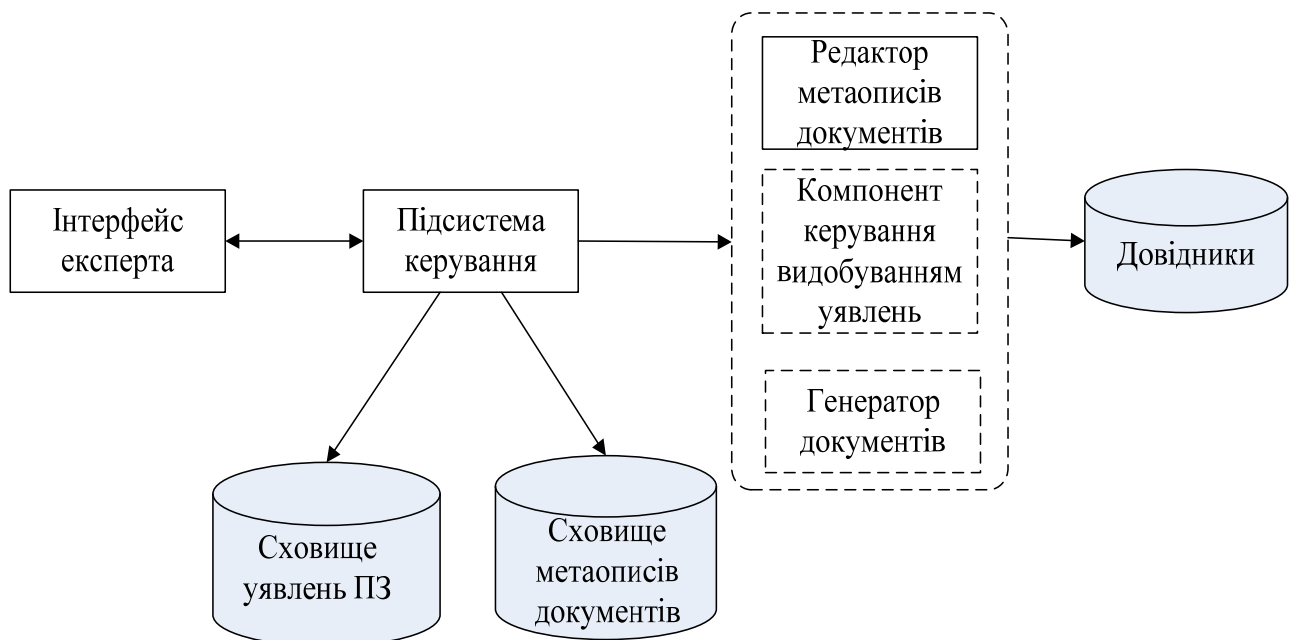 Редактор
метаописів
документів
Інтерфейс
експерта
Підсистема
керування
Компонент
керування
видобуванням
уявлень
Довідники
Генератор
документів
Сховище
уявлень ПЗ
Сховище
метаописів
документів